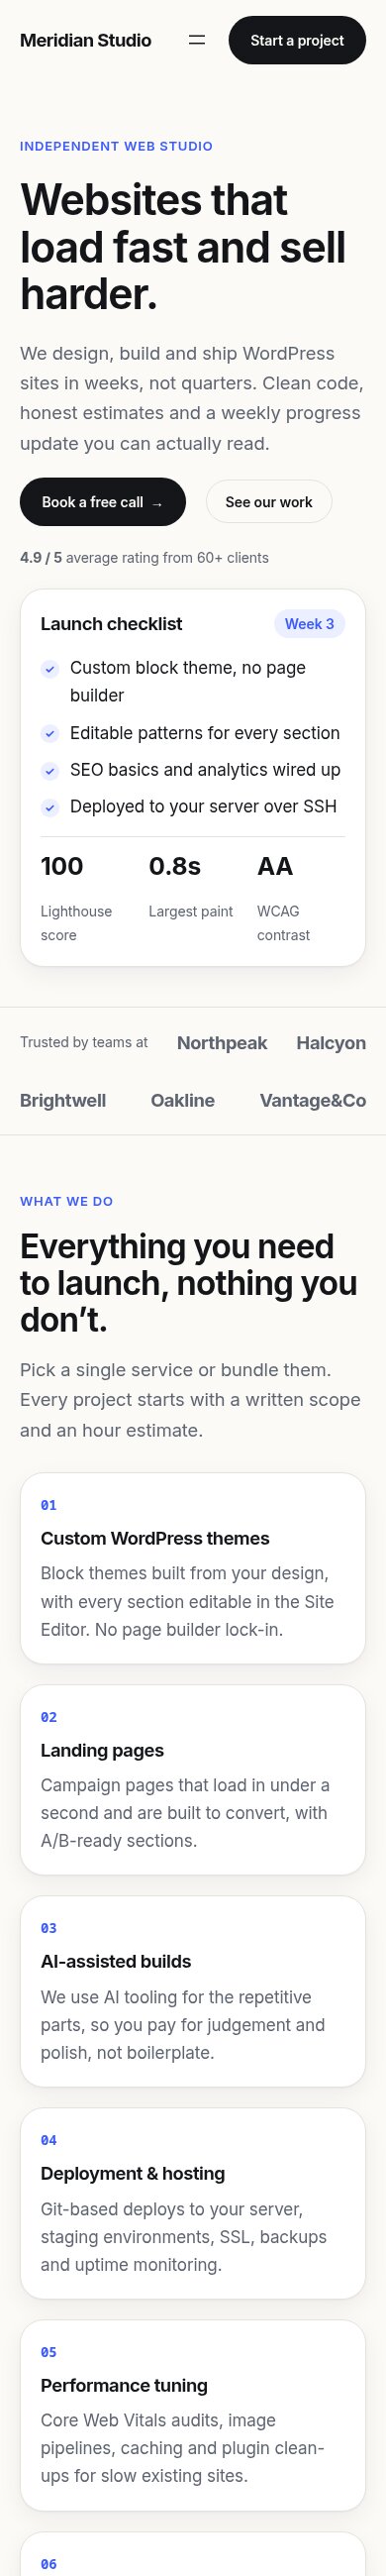 Meridian Studio
Start a project
INDEPENDENT WEB STUDIO
Websites that
load fast and sell
harder.
We design, build and ship WordPress
sites in weeks, not quarters. Clean code,
honest estimates and a weekly progress
update you can actually read.
Book a free call →
See our work
4.9 / 5 average rating from 60+ clients
Launch checklist
Week 3
Custom block theme, no page
builder
Editable patterns for every section
SEO basics and analytics wired up
Deployed to your server over SSH
100
0.8s
AA
Lighthouse
score
Largest paint
WCAG
contrast
Trusted by teams at Northpeak Halcyon
Brightwell Oakline Vantage&Co
WHAT WE DO
Everything you need
to launch, nothing you
don’t.
Pick a single service or bundle them.
Every project starts with a written scope
and an hour estimate.
01
Custom WordPress themes
Block themes built from your design,
with every section editable in the Site
Editor. No page builder lock-in.
02
Landing pages
Campaign pages that load in under a
second and are built to convert, with
A/B-ready sections.
03
AI-assisted builds
We use AI tooling for the repetitive
parts, so you pay for judgement and
polish, not boilerplate.
04
Deployment & hosting
Git-based deploys to your server,
staging environments, SSL, backups
and uptime monitoring.
05
Performance tuning
Core Web Vitals audits, image
pipelines, caching and plugin clean-
ups for slow existing sites.
06